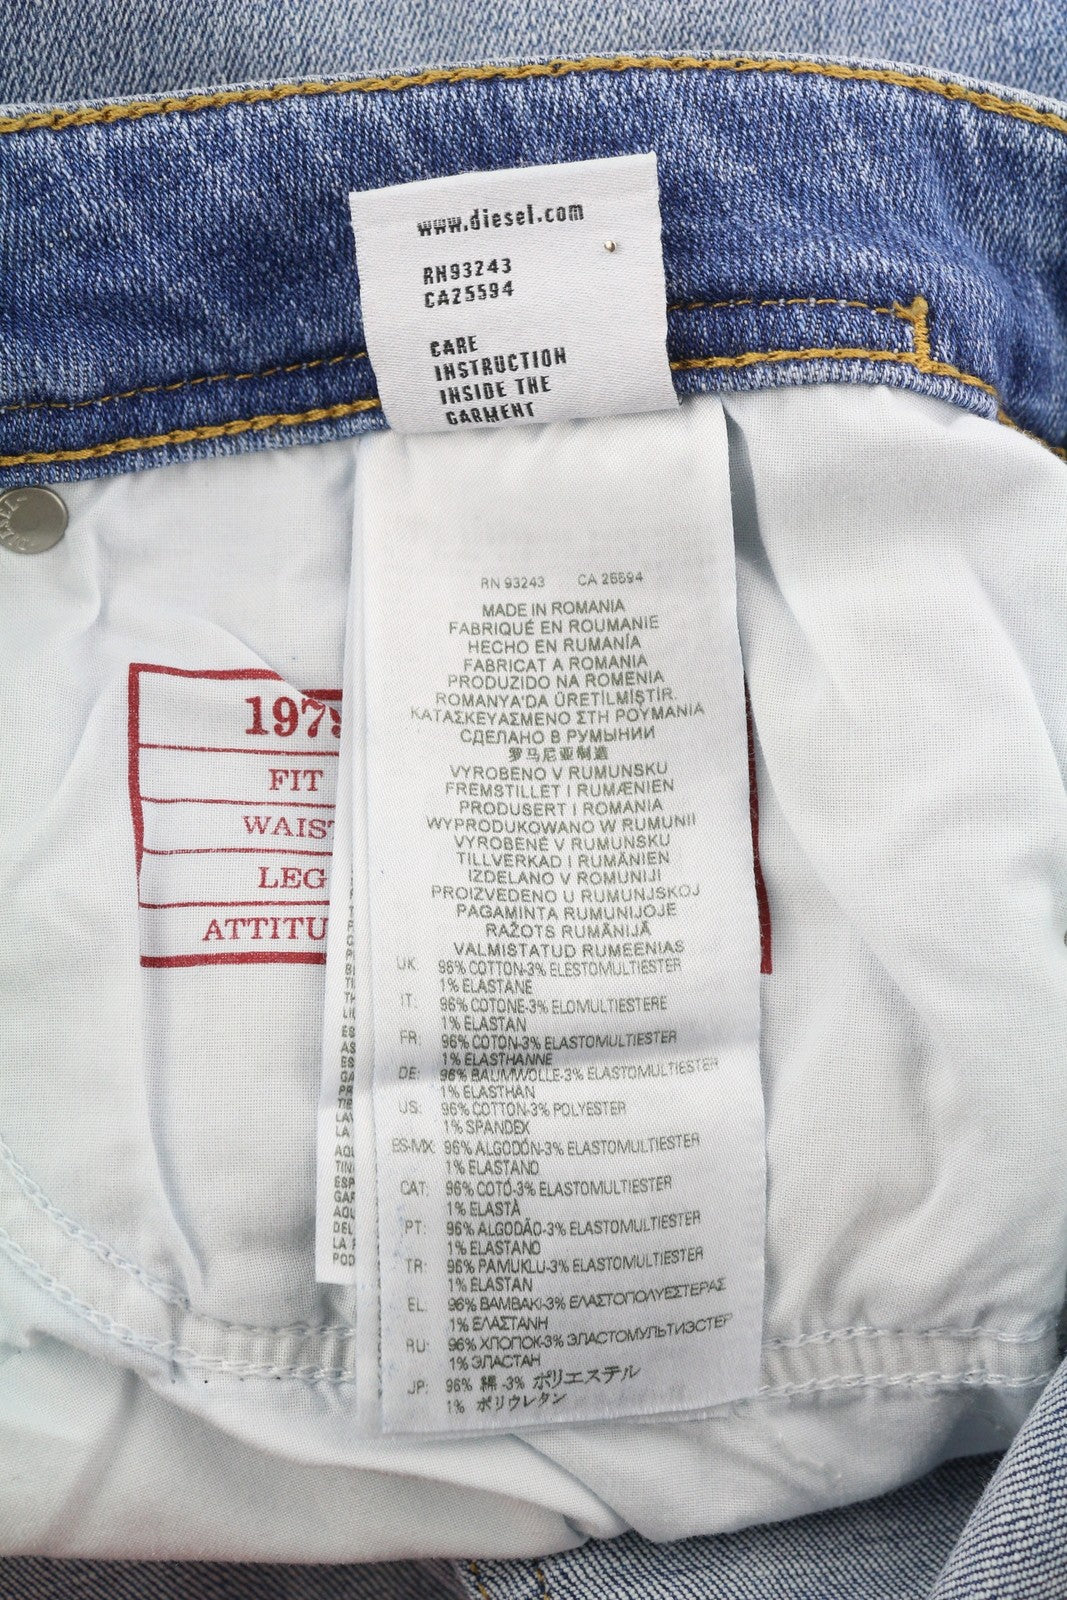 www.diesel.com
RN93243
CA25594
CARE
INSTRUCTION
INSIDE THE
GARMENT
DIESEL
RN 93243 CA 25594
MADE IN ROMANIA
FABRIQUÉ EN ROUMANIE
HECHO EN RUMANÍA
FABRICAT A ROMANIA
PRODUZIDO NA ROMENIA
ROMANYA'DA ÜRETİLMİŞTİR.
ΚΑΤΑΣΚΕΥΑΣΜΕΝΟ ΣΤΗ ΡΟΥΜΑΝΙΑ
СДЕЛАНО В РУМЫНИИ
罗马尼亚制造
VYROBENO V RUMUNSKU
FREMSTILLET I RUMÆNIEN
PRODUSERT I ROMANIA
WYPRODUKOWANO W RUMUNII
VYROBENÉ V RUMUNSKU
TILLVERKAD I RUMÄNIEN
IZDELANO V ROMUNIJI
PROIZVEDENO U RUMUNJSKOJ
PAGAMINTA RUMUNIJOJE
RAŽOTS RUMĀNIJĀ
VALMISTATUD RUMEENIAS
UK: 96% COTTON-3% ELESTOMULTIESTER
1% ELASTANE
IT: 96% COTONE-3% ELOMULTIESTERE
1% ELASTAN
FR: 96% COTON-3% ELASTOMULTIESTER
1% ELASTHANNE
DE: 96% BAUMWOLLE-3% ELASTOMULTIESTER
1% ELASTHAN
US: 96% COTTON-3% POLYESTER
1% SPANDEX
ES-MX: 96% ALGODÓN-3% ELASTOMULTIESTER
1% ELASTANO
CAT: 96% COTÓ-3% ELASTOMULTIESTER
1% ELASTÀ
PT: 96% ALGODÃO-3% ELASTOMULTIESTER
1% ELASTANO
TR: 96% PAMUKLU-3% ELASTOMULTIESTER
1% ELASTAN
EL: 96% ΒΑΜΒΑΚΙ-3% ΕΛΑΣΤΟΠΟΛΥΕΣΤΕΡΑΣ
1% ΕΛΑΣΤΑΝΗ
RU: 96% ХЛОПОК-3% ЭЛАСТОМУЛЬТИЭСТЕР
1% ЭЛАСТАН
JP: 96% 綿 -3% ポリエステル
1% ポリウレタン
197
FIT
WAIST
LEG
ATTITU